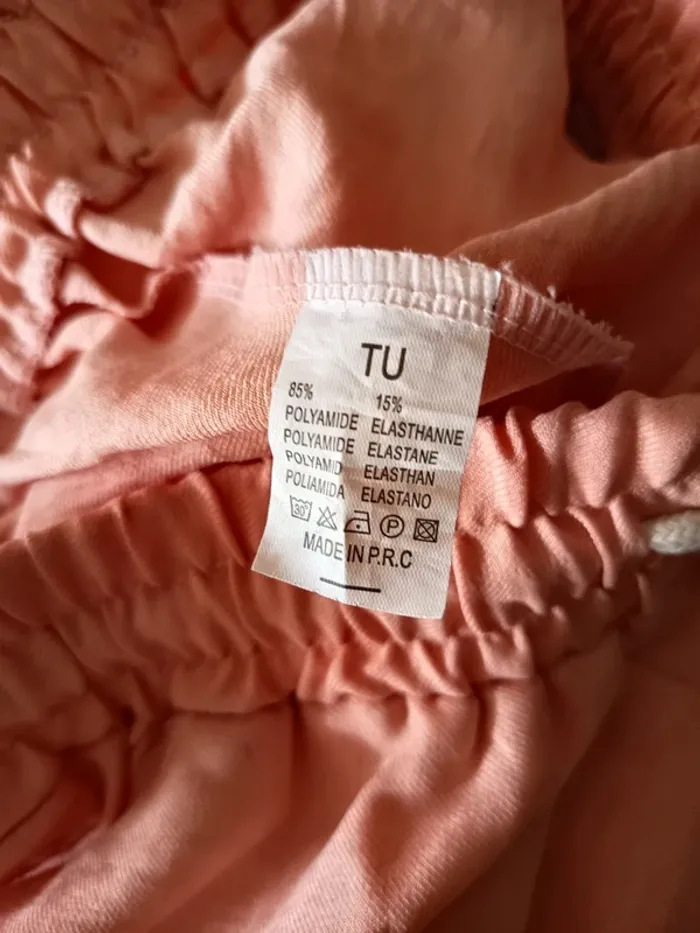 TU
85% 15%
POLYAMIDE ELASTHANNE
POLYAMIDE ELASTANE
POLYAMID ELASTHAN
POLIAMIDA ELASTANO
30° P
MADE IN P.R.C